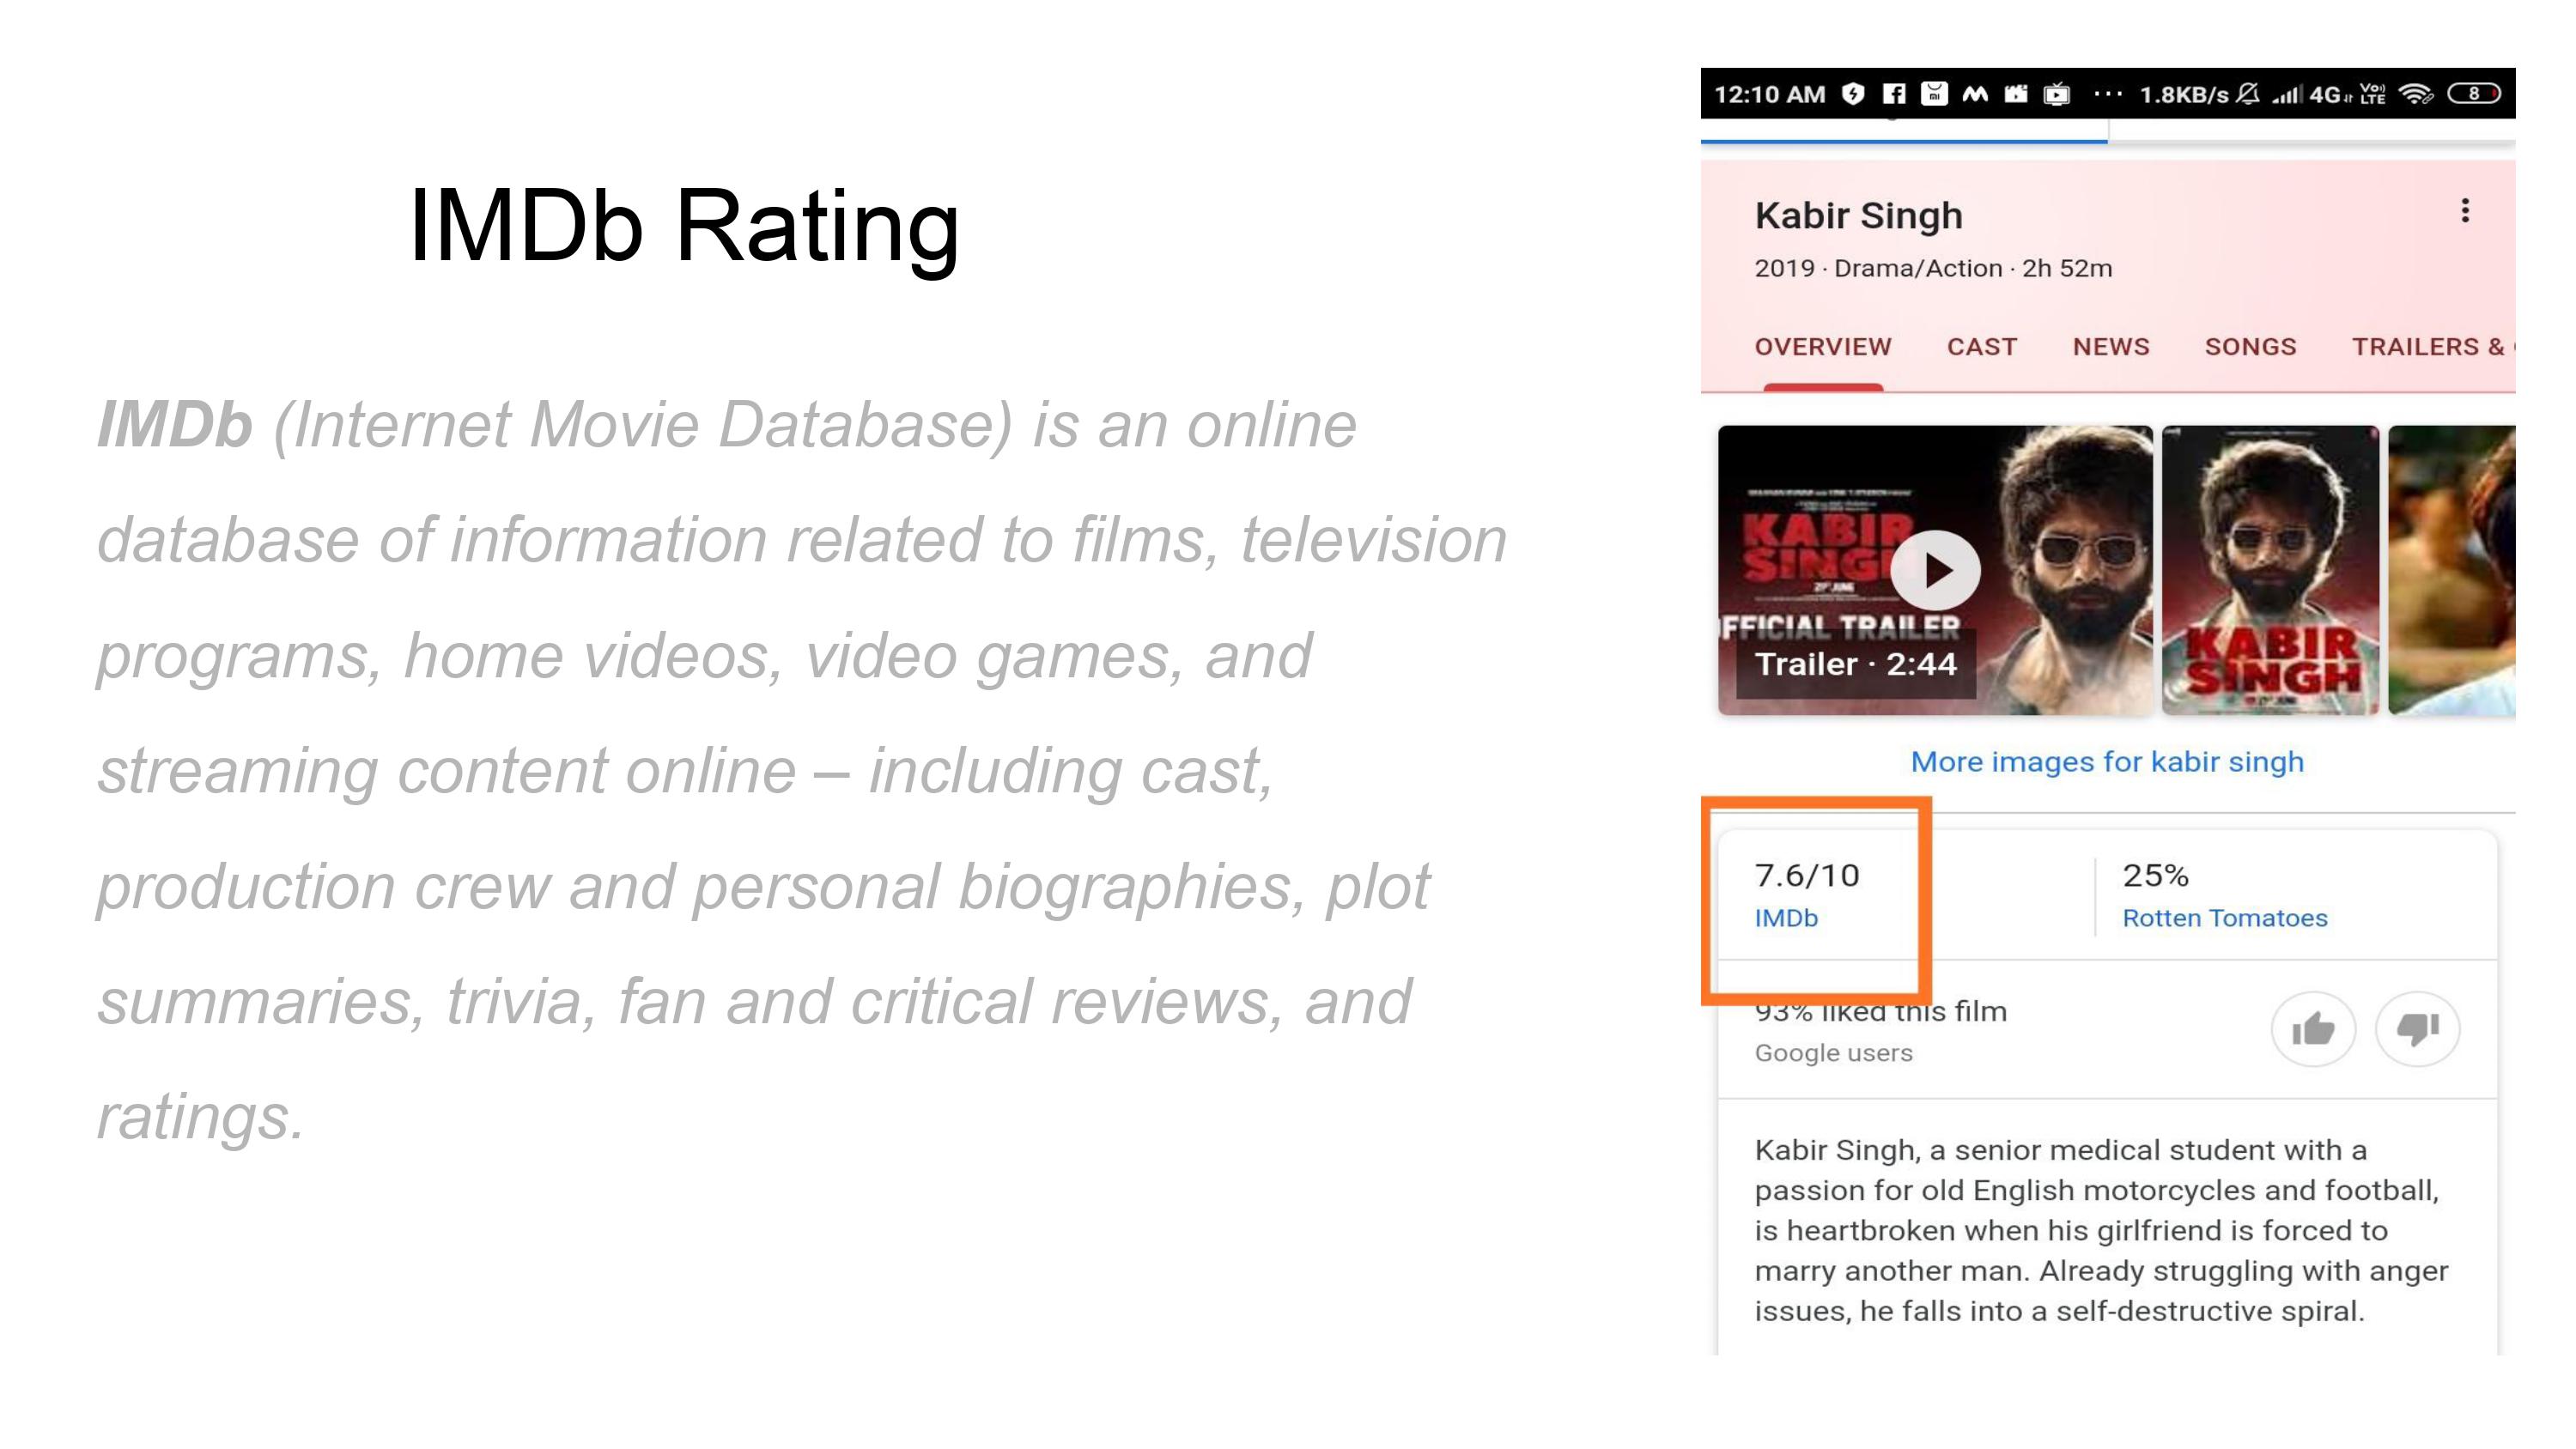 IMDb Rating
IMDb (Internet Movie Database) is an online
database of information related to films, television
programs, home videos, video games, and
streaming content online – including cast,
production crew and personal biographies, plot
summaries, trivia, fan and critical reviews, and
ratings.
12:10 AM ··· 1.8KB/s 4G VoLTE 8
Kabir Singh
2019 · Drama/Action · 2h 52m
OVERVIEW CAST NEWS SONGS TRAILERS &
KABIR
SINGH
21st JUNE
FFICIAL TRAILER
Trailer · 2:44
KABIR
SINGH
More images for kabir singh
7.6/10
IMDb
25%
Rotten Tomatoes
93% liked this film
Google users
Kabir Singh, a senior medical student with a
passion for old English motorcycles and football,
is heartbroken when his girlfriend is forced to
marry another man. Already struggling with anger
issues, he falls into a self-destructive spiral.